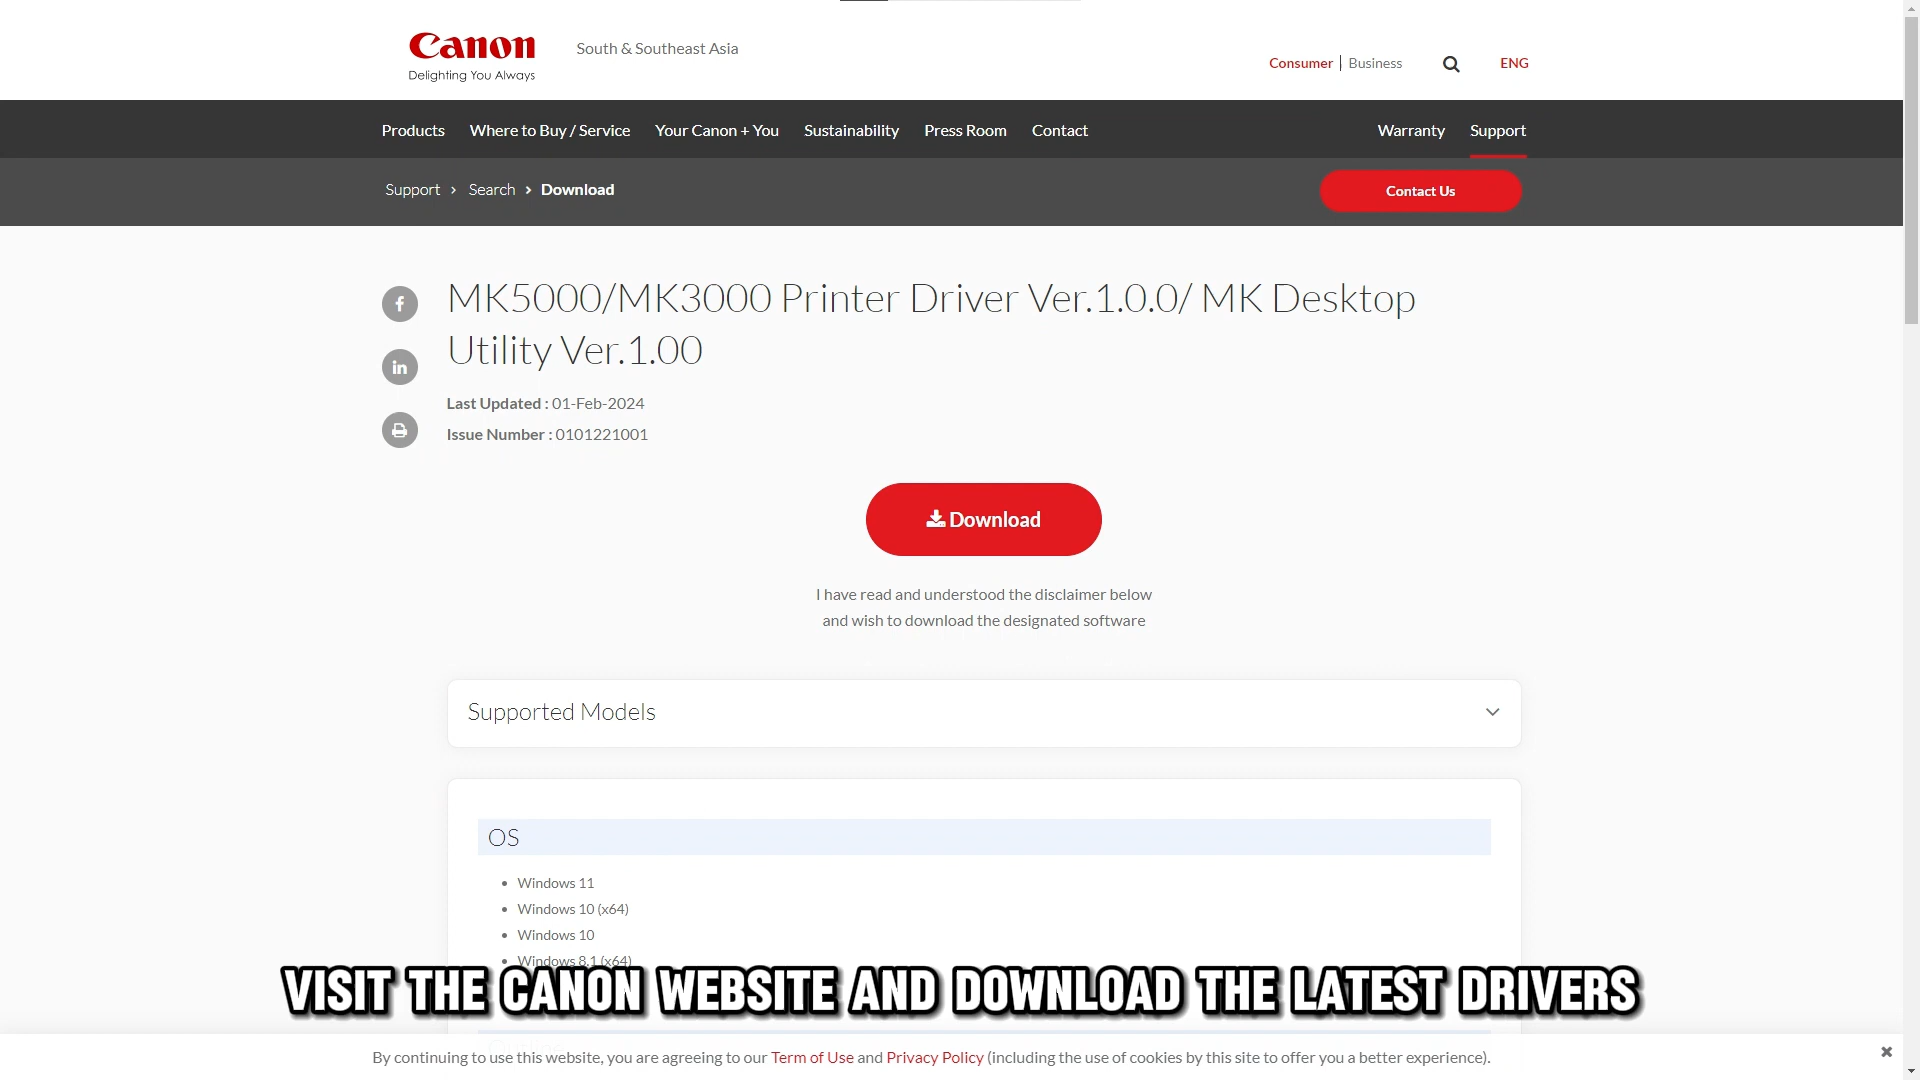 Canon
Delighting You Always
South & Southeast Asia
Consumer | Business
ENG
Products Where to Buy / Service Your Canon + You Sustainability Press Room Contact Warranty Support
Support > Search > Download
Contact Us
MK5000/MK3000 Printer Driver Ver.1.0.0/ MK Desktop
Utility Ver.1.00
Last Updated : 01-Feb-2024
Issue Number : 0101221001
Download
I have read and understood the disclaimer below
and wish to download the designated software
Supported Models
OS
Windows 11
Windows 10 (x64)
Windows 10
Windows 8.1 (x64)
VISIT THE CANON WEBSITE AND DOWNLOAD THE LATEST DRIVERS
By continuing to use this website, you are agreeing to our Term of Use and Privacy Policy (including the use of cookies by this site to offer you a better experience).